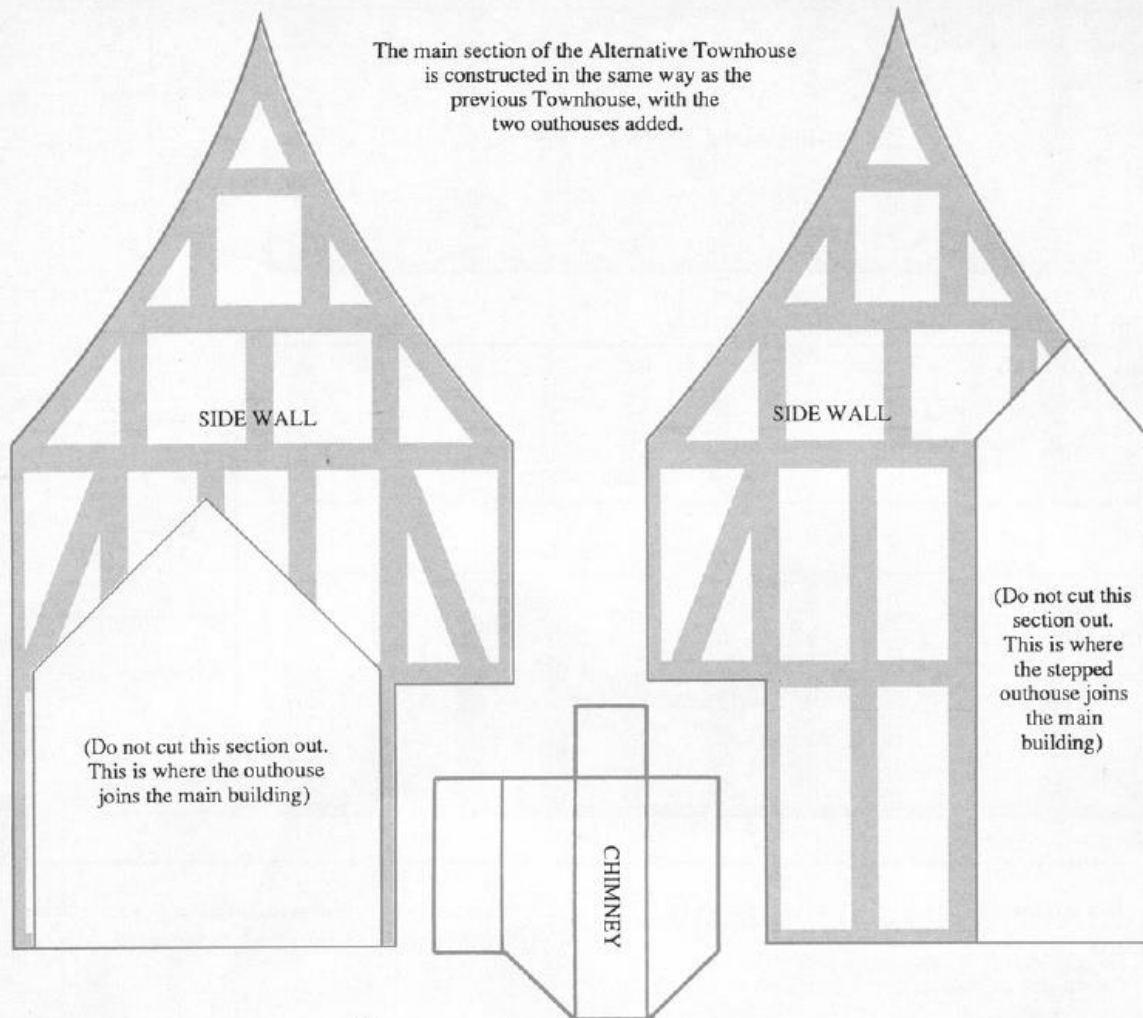 The main section of the Alternative Townhouse
is constructed in the same way as the
previous Townhouse, with the
two outhouses added.
SIDE WALL
SIDE WALL
(Do not cut this
section out.
This is where
the stepped
outhouse joins
the main
building)
(Do not cut this section out.
This is where the outhouse
joins the main building)
CHIMNEY